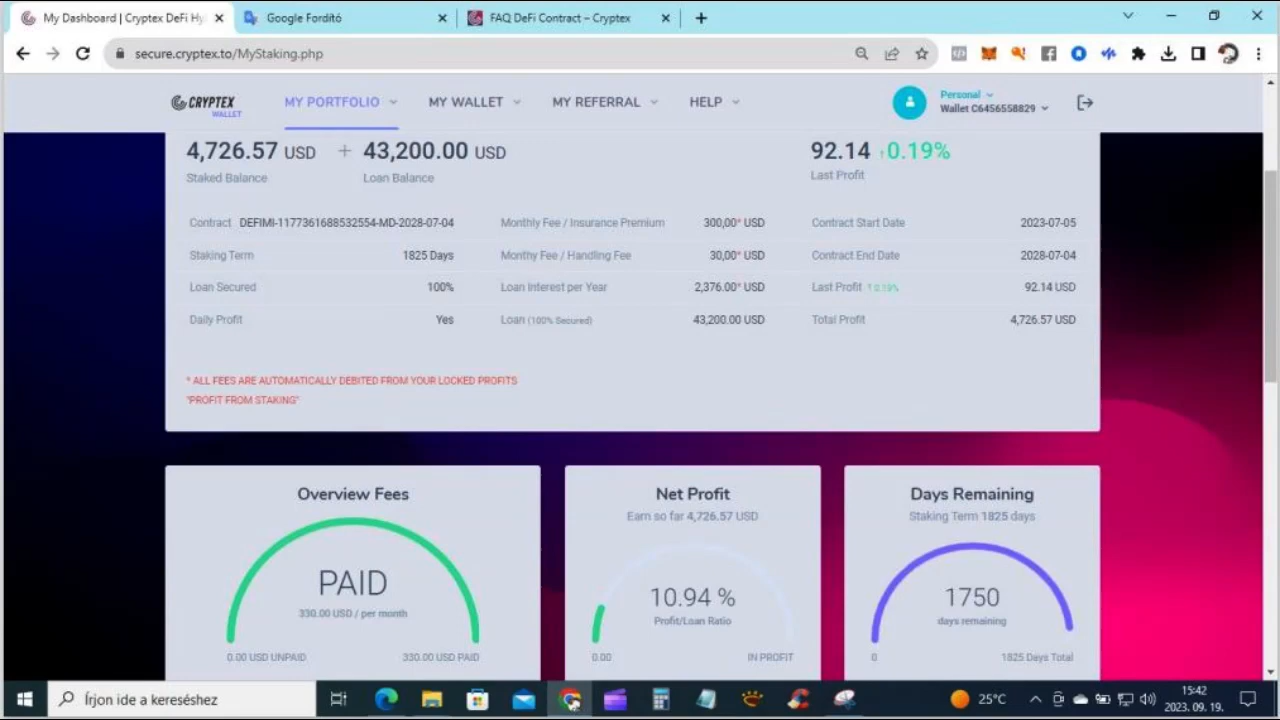 My Dashboard | Cryptex DeFi Hy
Google Fordító
FAQ DeFi Contract – Cryptex
secure.cryptex.to/MyStaking.php
CRYPTEX
WALLET
MY PORTFOLIO
MY WALLET
MY REFERRAL
HELP
Personal
Wallet C6456558829
4,726.57 USD + 43,200.00 USD
Staked Balance
Loan Balance
92.14 ↑0.19%
Last Profit
Contract DEFIMI-1177361688532554-MD-2028-07-04
Staking Term 1825 Days
Loan Secured 100%
Daily Profit Yes
Monthly Fee / Insurance Premium 300,00* USD
Monthy Fee / Handling Fee 30,00* USD
Loan Interest per Year 2,376.00* USD
Loan (100% Secured) 43,200.00 USD
Contract Start Date 2023-07-05
Contract End Date 2028-07-04
Last Profit ↑0.19% 92.14 USD
Total Profit 4,726.57 USD
* ALL FEES ARE AUTOMATICALLY DEBITED FROM YOUR LOCKED PROFITS
"PROFIT FROM STAKING"
Overview Fees
PAID
330.00 USD / per month
0.00 USD UNPAID 330.00 USD PAID
Net Profit
Earn so far 4,726.57 USD
10.94 %
Profit/Loan Ratio
0.00 IN PROFIT
Days Remaining
Staking Term 1825 days
1750
days remaining
0 1825 Days Total
Írjon ide a kereséshez
25°C
15:42
2023. 09. 19.